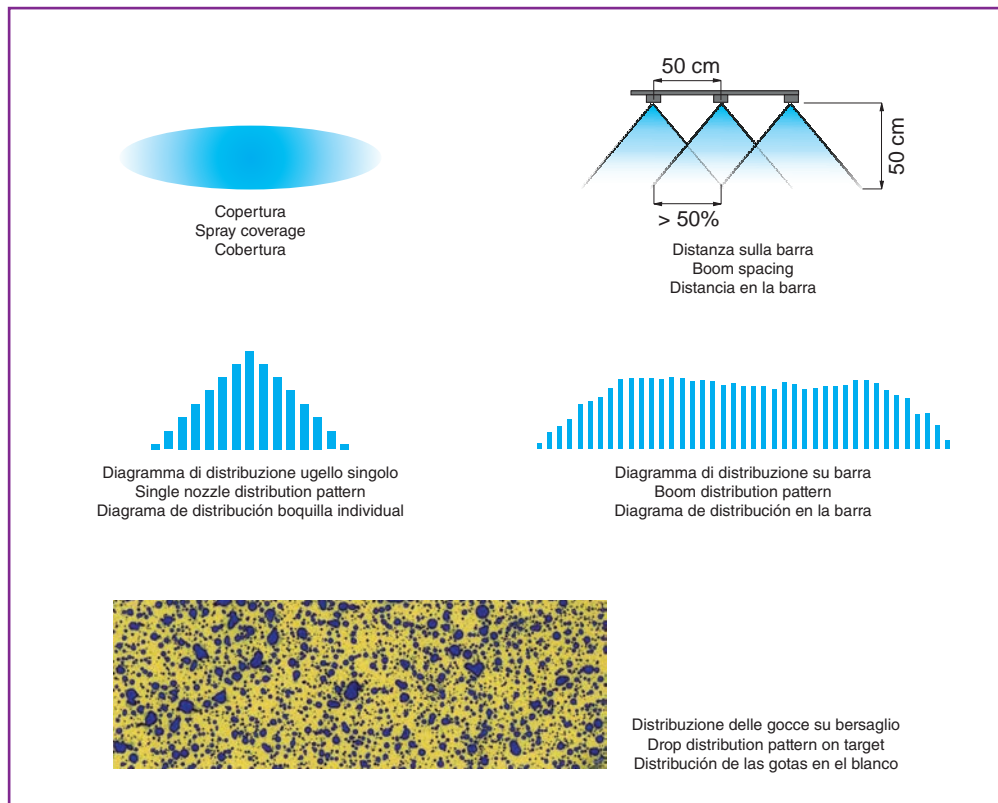 Copertura
Spray coverage
Cobertura
50 cm
50 cm
> 50%
Distanza sulla barra
Boom spacing
Distancia en la barra
Diagramma di distribuzione ugello singolo
Single nozzle distribution pattern
Diagrama de distribución boquilla individual
Diagramma di distribuzione su barra
Boom distribution pattern
Diagrama de distribución en la barra
Distribuzione delle gocce su bersaglio
Drop distribution pattern on target
Distribución de las gotas en el blanco